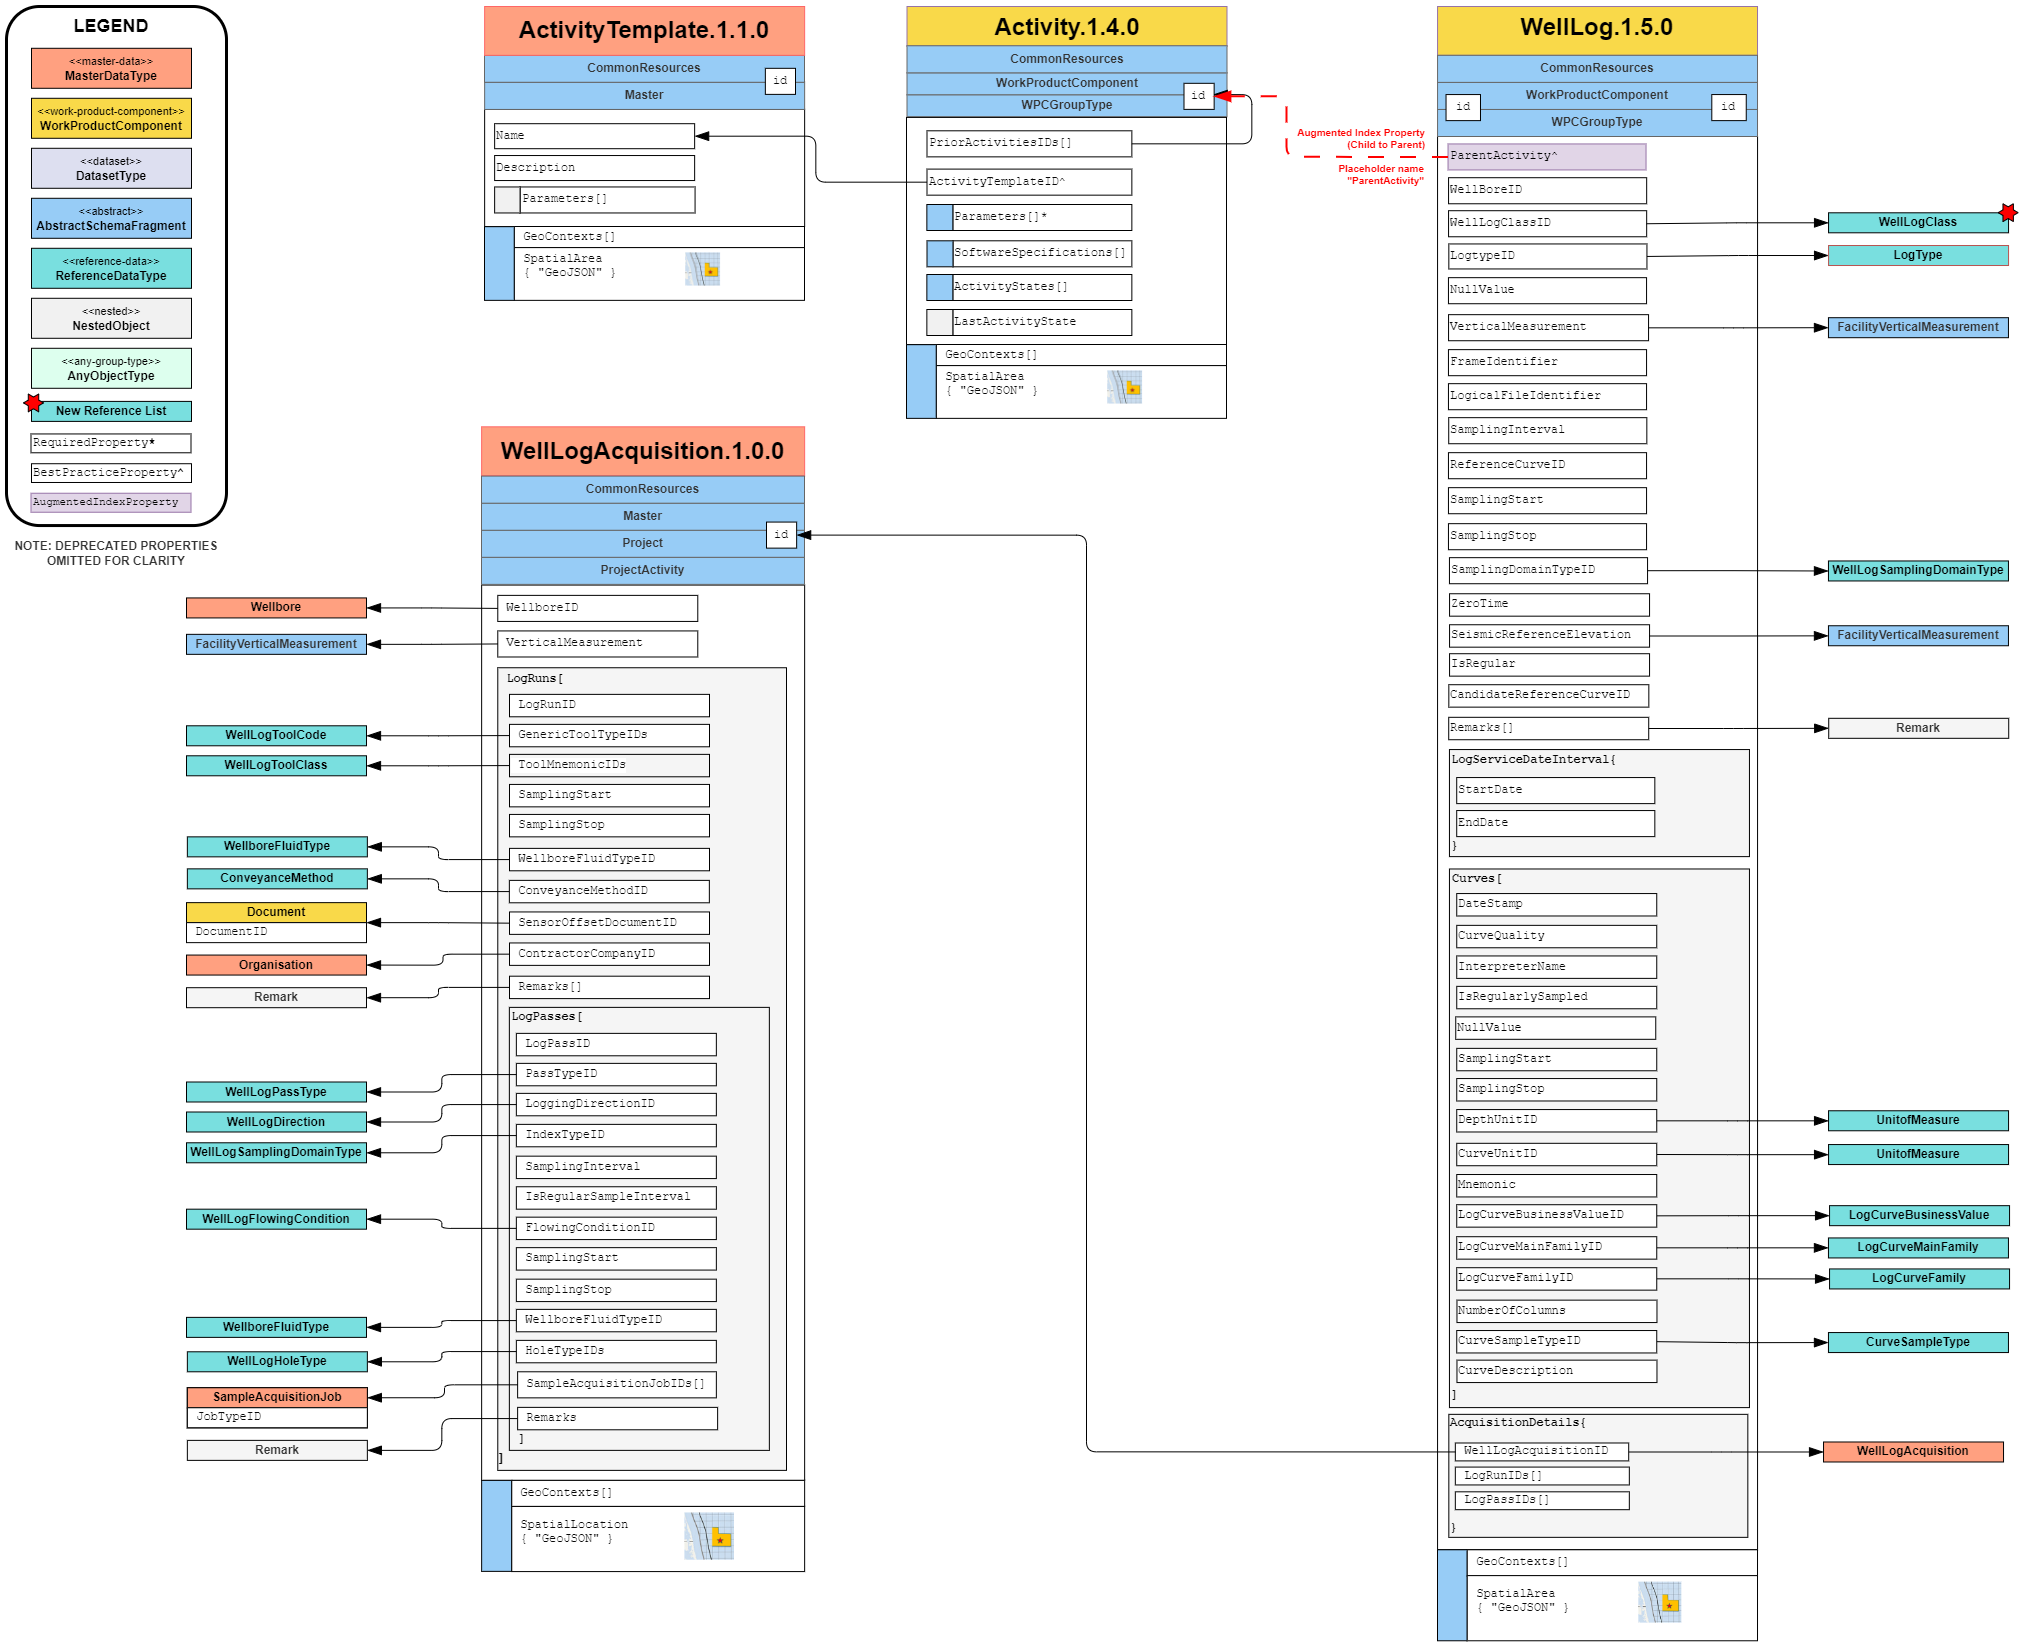 LEGEND
<<master-data>>
MasterDataType
<<work-product-component>>
WorkProductComponent
<<dataset>>
DatasetType
<<abstract>>
AbstractSchemaFragment
<<reference-data>>
ReferenceDataType
<<nested>>
NestedObject
<<any-group-type>>
AnyObjectType
New Reference List
RequiredProperty*
BestPracticeProperty^
AugmentedIndexProperty
NOTE: DEPRECATED PROPERTIES
OMITTED FOR CLARITY
ActivityTemplate.1.1.0
CommonResources
id
Master
Name
Description
Parameters[]
GeoContexts[]
SpatialArea
{ "GeoJSON" }
Activity.1.4.0
CommonResources
WorkProductComponent
id
WPCGroupType
PriorActivitiesIDs[]
ActivityTemplateID^
Parameters[]*
SoftwareSpecifications[]
ActivityStates[]
LastActivityState
GeoContexts[]
SpatialArea
{ "GeoJSON" }
Augmented Index Property
(Child to Parent)
Placeholder name
"ParentActivity"
WellLogAcquisition.1.0.0
CommonResources
Master
id
Project
ProjectActivity
WellboreID
VerticalMeasurement
LogRuns[
LogRunID
GenericToolTypeIDs
ToolMnemonicIDs
SamplingStart
SamplingStop
WellboreFluidTypeID
ConveyanceMethodID
SensorOffsetDocumentID
ContractorCompanyID
Remarks[]
LogPasses[
LogPassID
PassTypeID
LoggingDirectionID
IndexTypeID
SamplingInterval
IsRegularSampleInterval
FlowingConditionID
SamplingStart
SamplingStop
WellboreFluidTypeID
HoleTypeIDs
SampleAcquisitionJobIDs[]
Remarks
]
]
GeoContexts[]
SpatialLocation
{ "GeoJSON" }
Wellbore
FacilityVerticalMeasurement
WellLogToolCode
WellLogToolClass
WellboreFluidType
ConveyanceMethod
Document
DocumentID
Organisation
Remark
WellLogPassType
WellLogDirection
WellLogSamplingDomainType
WellLogFlowingCondition
WellboreFluidType
WellLogHoleType
SampleAcquisitionJob
JobTypeID
Remark
WellLog.1.5.0
CommonResources
WorkProductComponent
id
id
WPCGroupType
ParentActivity^
WellBoreID
WellLogClassID
LogtypeID
NullValue
VerticalMeasurement
FrameIdentifier
LogicalFileIdentifier
SamplingInterval
ReferenceCurveID
SamplingStart
SamplingStop
SamplingDomainTypeID
ZeroTime
SeismicReferenceElevation
IsRegular
CandidateReferenceCurveID
Remarks[]
LogServiceDateInterval{
StartDate
EndDate
}
Curves[
DateStamp
CurveQuality
InterpreterName
IsRegularlySampled
NullValue
SamplingStart
SamplingStop
DepthUnitID
CurveUnitID
Mnemonic
LogCurveBusinessValueID
LogCurveMainFamilyID
LogCurveFamilyID
NumberOfColumns
CurveSampleTypeID
CurveDescription
]
AcquisitionDetails{
WellLogAcquisitionID
LogRunIDs[]
LogPassIDs[]
}
GeoContexts[]
SpatialArea
{ "GeoJSON" }
WellLogClass
LogType
FacilityVerticalMeasurement
WellLogSamplingDomainType
FacilityVerticalMeasurement
Remark
UnitofMeasure
UnitofMeasure
LogCurveBusinessValue
LogCurveMainFamily
LogCurveFamily
CurveSampleType
WellLogAcquisition